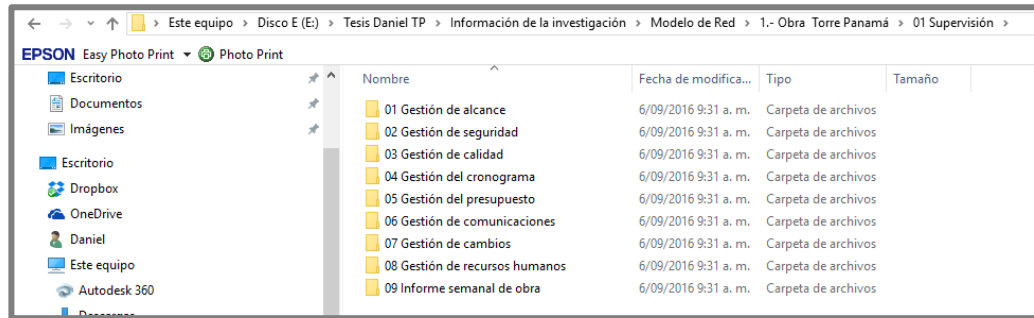 Este equipo > Disco E (E:) > Tesis Daniel TP > Información de la investigación > Modelo de Red > 1.- Obra Torre Panamá > 01 Supervisión >
EPSON Easy Photo Print Photo Print
Escritorio
Documentos
Imágenes
Escritorio
Dropbox
OneDrive
Daniel
Este equipo
Autodesk 360
Descargas
Nombre Fecha de modifica... Tipo Tamaño
01 Gestión de alcance 6/09/2016 9:31 a. m. Carpeta de archivos
02 Gestión de seguridad 6/09/2016 9:31 a. m. Carpeta de archivos
03 Gestión de calidad 6/09/2016 9:31 a. m. Carpeta de archivos
04 Gestión del cronograma 6/09/2016 9:31 a. m. Carpeta de archivos
05 Gestión del presupuesto 6/09/2016 9:31 a. m. Carpeta de archivos
06 Gestión de comunicaciones 6/09/2016 9:31 a. m. Carpeta de archivos
07 Gestión de cambios 6/09/2016 9:31 a. m. Carpeta de archivos
08 Gestión de recursos humanos 6/09/2016 9:31 a. m. Carpeta de archivos
09 Informe semanal de obra 6/09/2016 9:31 a. m. Carpeta de archivos